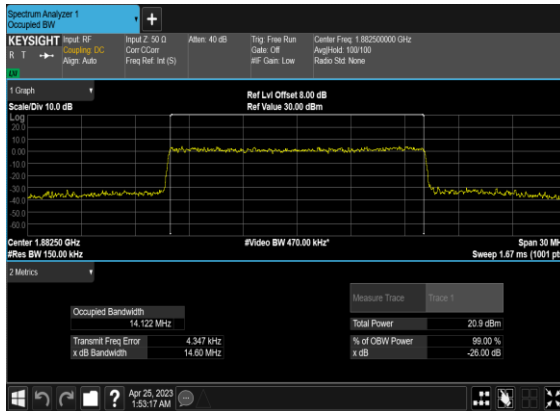 Spectrum Analyzer 1
Occupied BW
+
KEYSIGHT Input: RF Input Z: 50 Ω Atten: 40 dB Trig: Free Run Center Freq: 1.882500000 GHz
R T Coupling: DC Corr CCorr Gate: Off Avg|Hold: 100/100
Align: Auto Freq Ref: Int (S) #IF Gain: Low Radio Std: None
LXI
1 Graph
Ref Lvl Offset 8.00 dB
Scale/Div 10.0 dB Ref Value 30.00 dBm
Log
20.0
10.0
0.00
-10.0
-20.0
-30.0
-40.0
-50.0
-60.0
Center 1.88250 GHz #Video BW 470.00 kHz* Span 30 MH
#Res BW 150.00 kHz Sweep 1.67 ms (1001 pt
2 Metrics
Measure Trace Trace 1
Occupied Bandwidth
14.122 MHz Total Power 20.9 dBm
Transmit Freq Error 4.347 kHz % of OBW Power 99.00 %
x dB Bandwidth 14.60 MHz x dB -26.00 dB
? Apr 25, 2023
1:53:17 AM